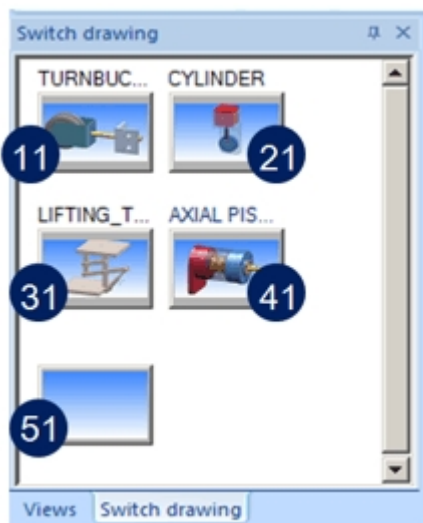 Switch drawing
TURNBUC... CYLINDER
11 21
LIFTING_T... AXIAL PIS...
31 41
51
Views Switch drawing